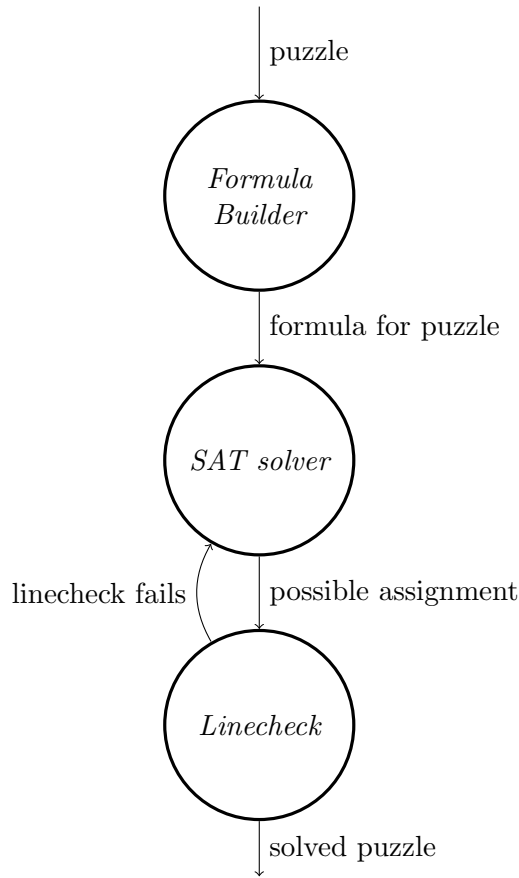 puzzle
Formula
Builder
formula for puzzle
SAT solver
linecheck fails
possible assignment
Linecheck
solved puzzle